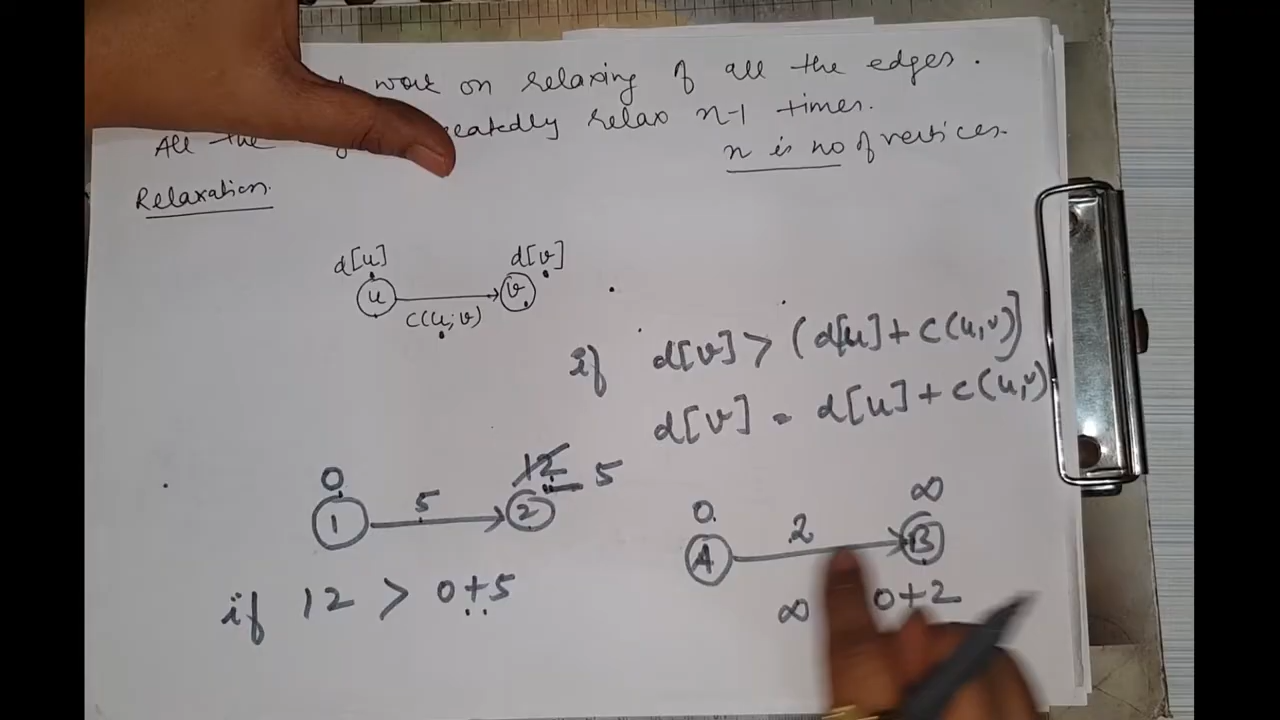 work on relaxing of all the edges.
All the relax n-1 times.
n is no of vertices.
Relaxation.
d[u] d[v]
u v
C(u,v)
if d[v] > (d[u] + c(u,v)]
d[v] = d[u] + c(u,v)
0 5 12 5
1 2
if 12 > 0+5
0. 2 ∞
A B
∞ 0+2